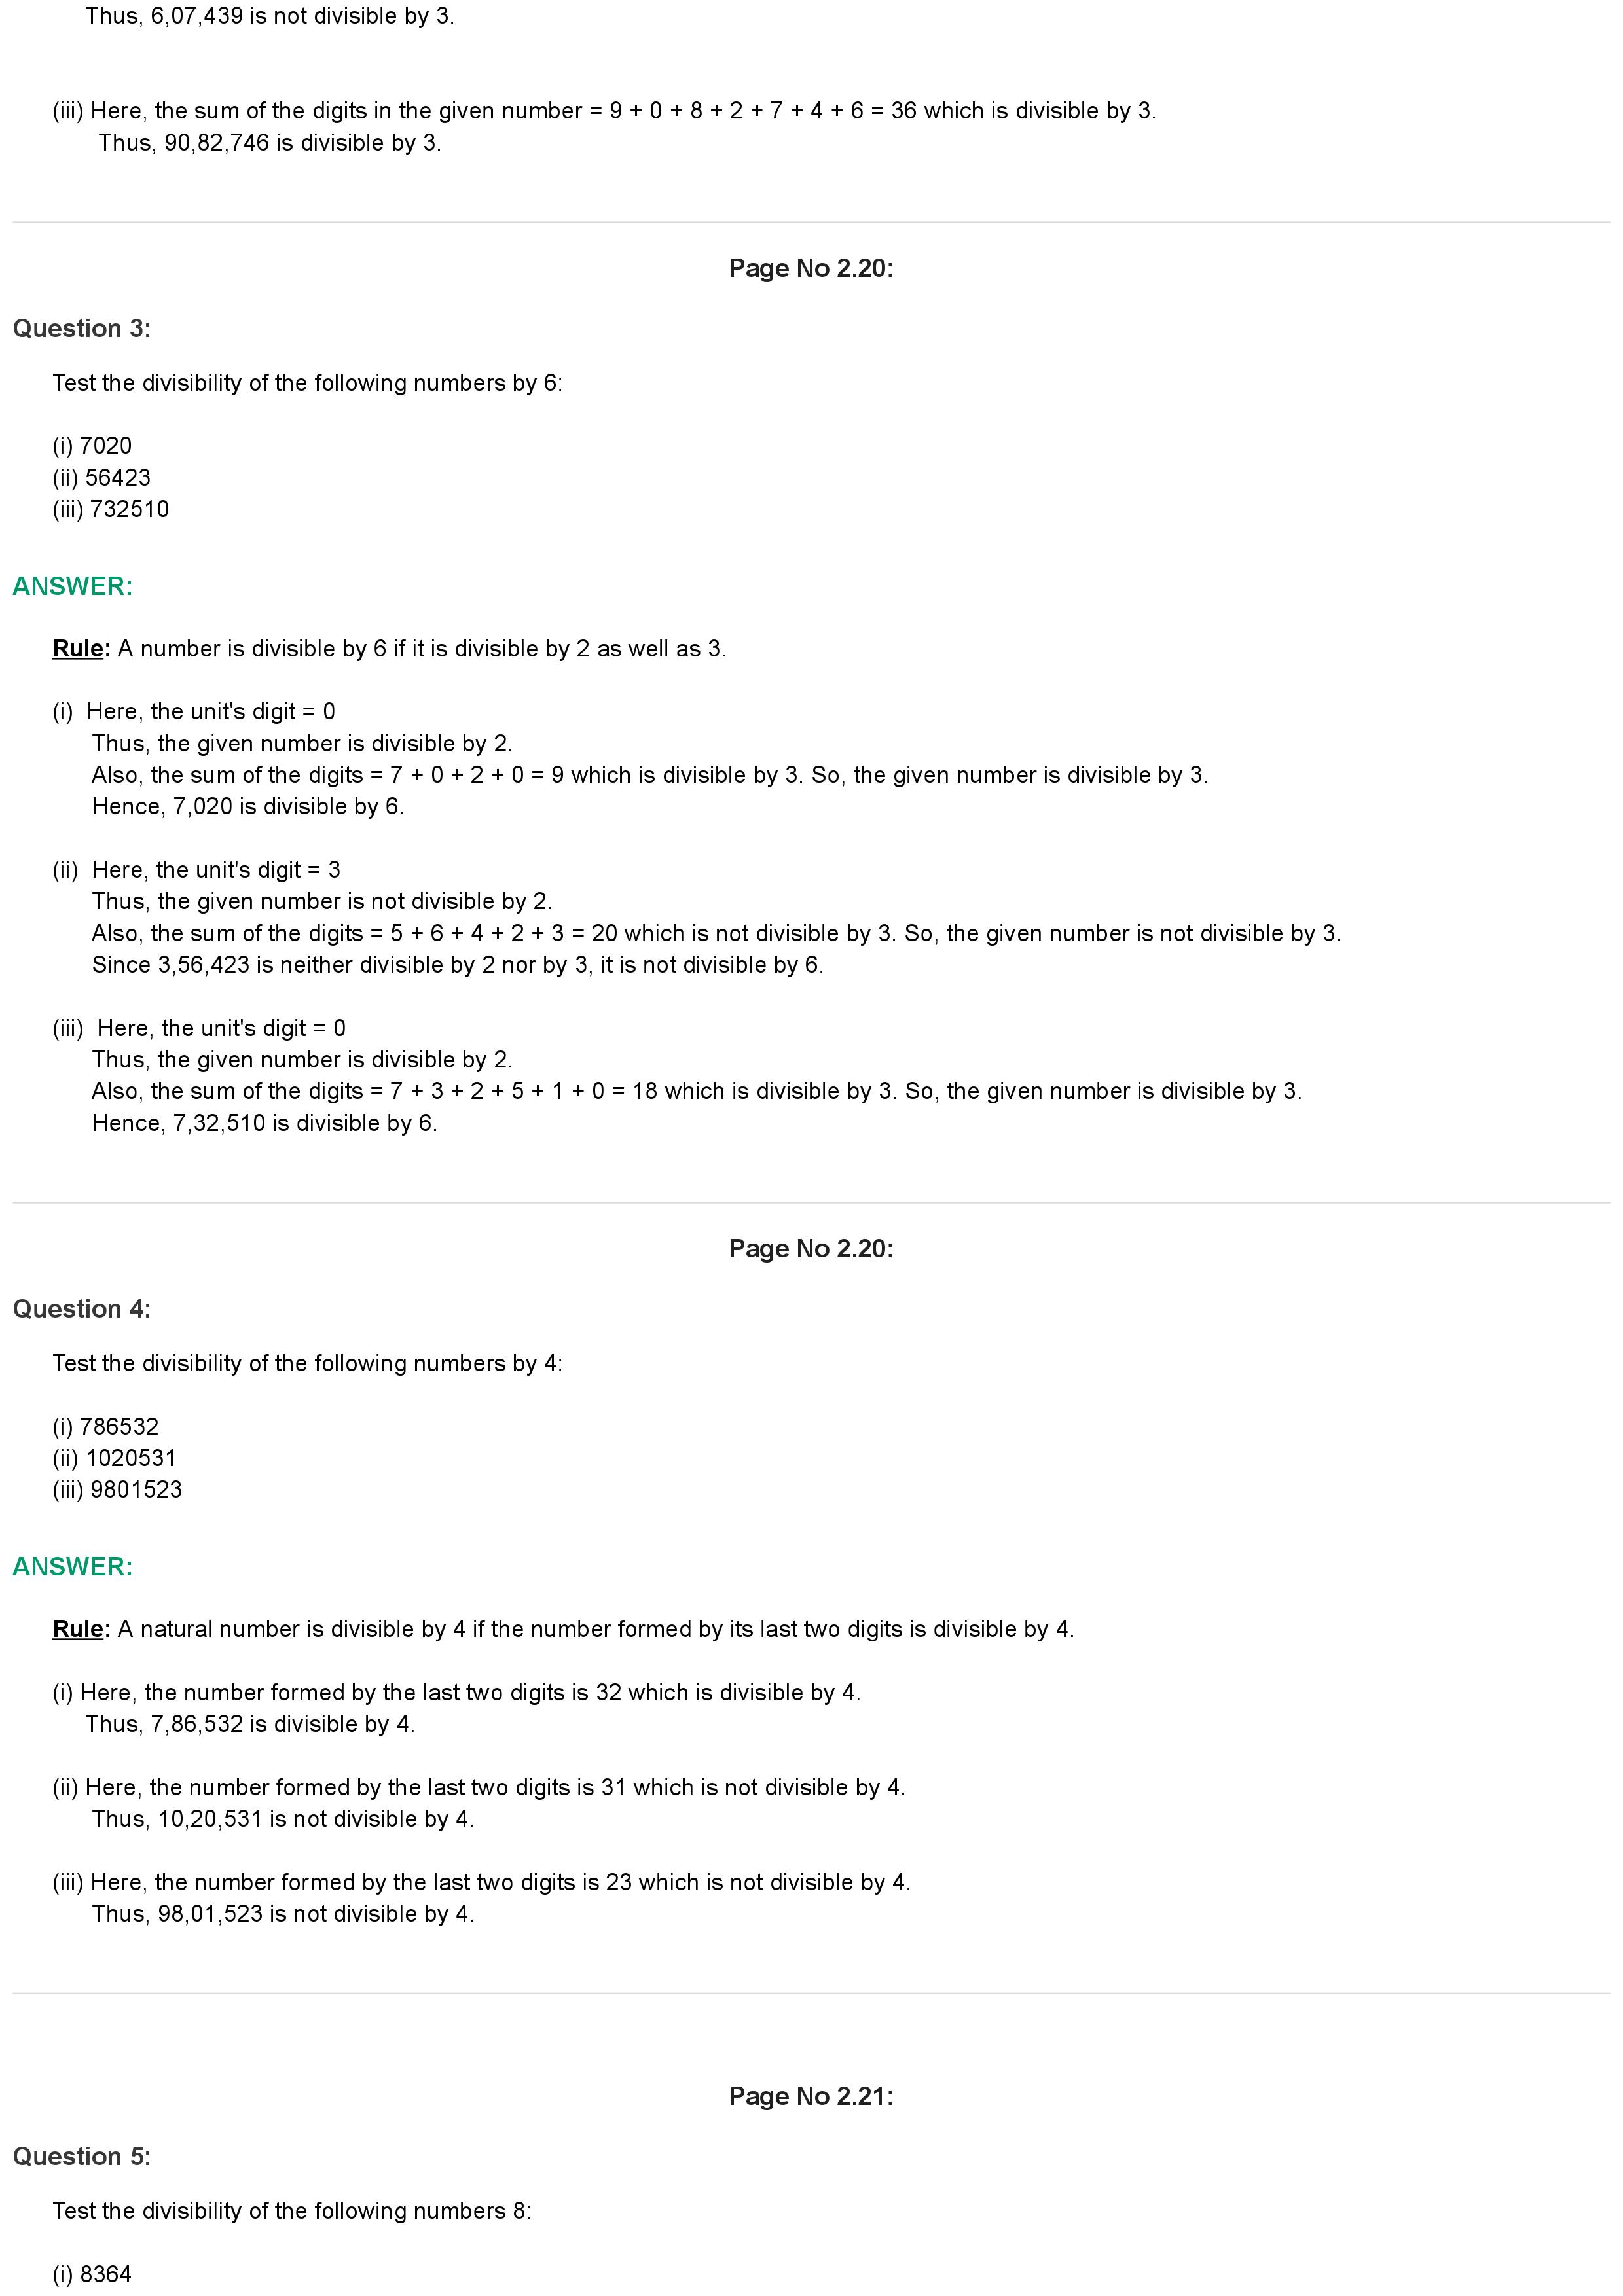 Thus, 6,07,439 is not divisible by 3.
(iii) Here, the sum of the digits in the given number = 9 + 0 + 8 + 2 + 7 + 4 + 6 = 36 which is divisible by 3.
Thus, 90,82,746 is divisible by 3.
Page No 2.20:
Question 3:
Test the divisibility of the following numbers by 6:
(i) 7020
(ii) 56423
(iii) 732510
ANSWER:
Rule: A number is divisible by 6 if it is divisible by 2 as well as 3.
(i) Here, the unit's digit = 0
Thus, the given number is divisible by 2.
Also, the sum of the digits = 7 + 0 + 2 + 0 = 9 which is divisible by 3. So, the given number is divisible by 3.
Hence, 7,020 is divisible by 6.
(ii) Here, the unit's digit = 3
Thus, the given number is not divisible by 2.
Also, the sum of the digits = 5 + 6 + 4 + 2 + 3 = 20 which is not divisible by 3. So, the given number is not divisible by 3.
Since 3,56,423 is neither divisible by 2 nor by 3, it is not divisible by 6.
(iii) Here, the unit's digit = 0
Thus, the given number is divisible by 2.
Also, the sum of the digits = 7 + 3 + 2 + 5 + 1 + 0 = 18 which is divisible by 3. So, the given number is divisible by 3.
Hence, 7,32,510 is divisible by 6.
Page No 2.20:
Question 4:
Test the divisibility of the following numbers by 4:
(i) 786532
(ii) 1020531
(iii) 9801523
ANSWER:
Rule: A natural number is divisible by 4 if the number formed by its last two digits is divisible by 4.
(i) Here, the number formed by the last two digits is 32 which is divisible by 4.
Thus, 7,86,532 is divisible by 4.
(ii) Here, the number formed by the last two digits is 31 which is not divisible by 4.
Thus, 10,20,531 is not divisible by 4.
(iii) Here, the number formed by the last two digits is 23 which is not divisible by 4.
Thus, 98,01,523 is not divisible by 4.
Page No 2.21:
Question 5:
Test the divisibility of the following numbers 8:
(i) 8364